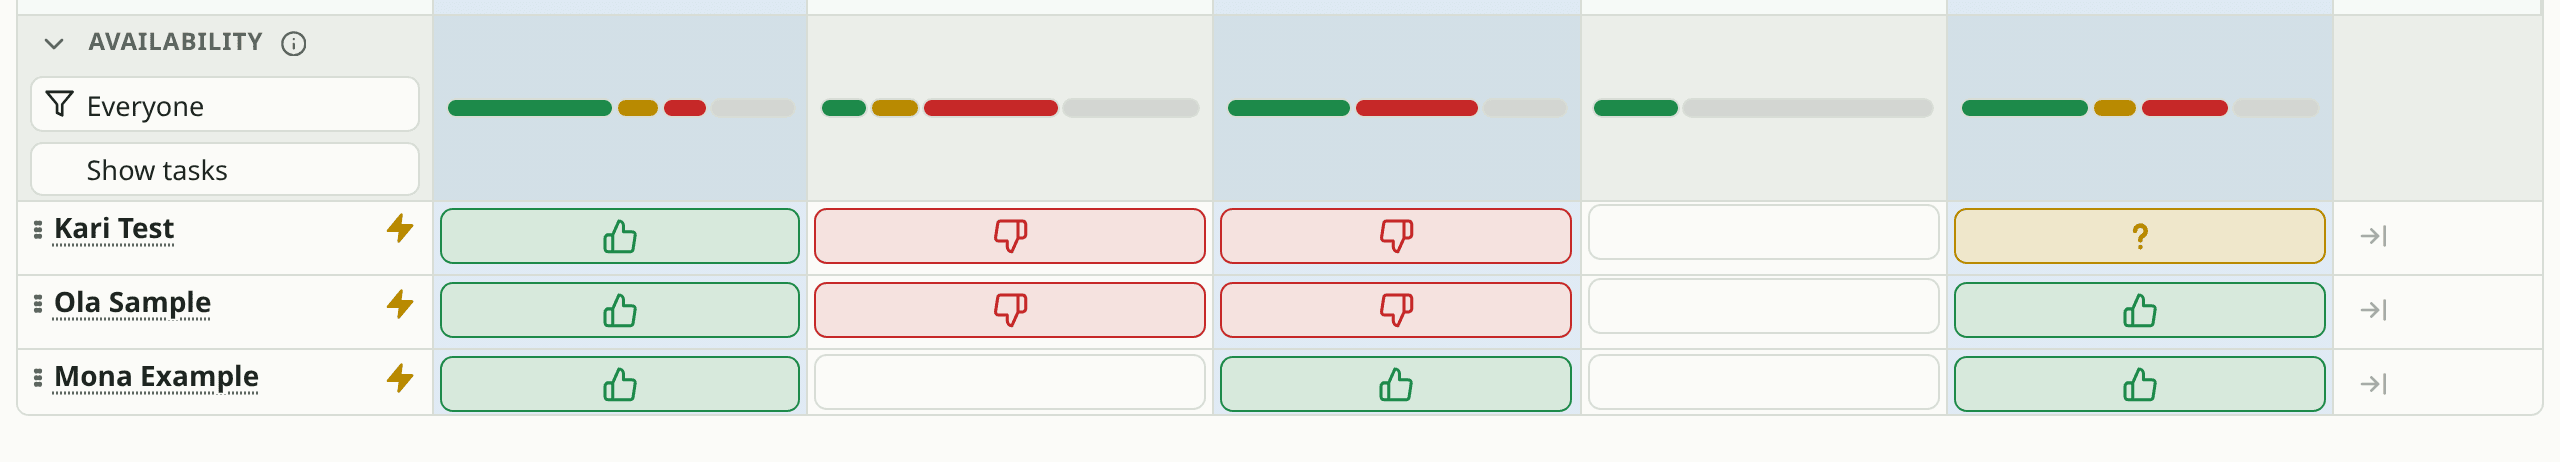 AVAILABILITY
Everyone
Show tasks
Kari Test
?
Ola Sample
Mona Example